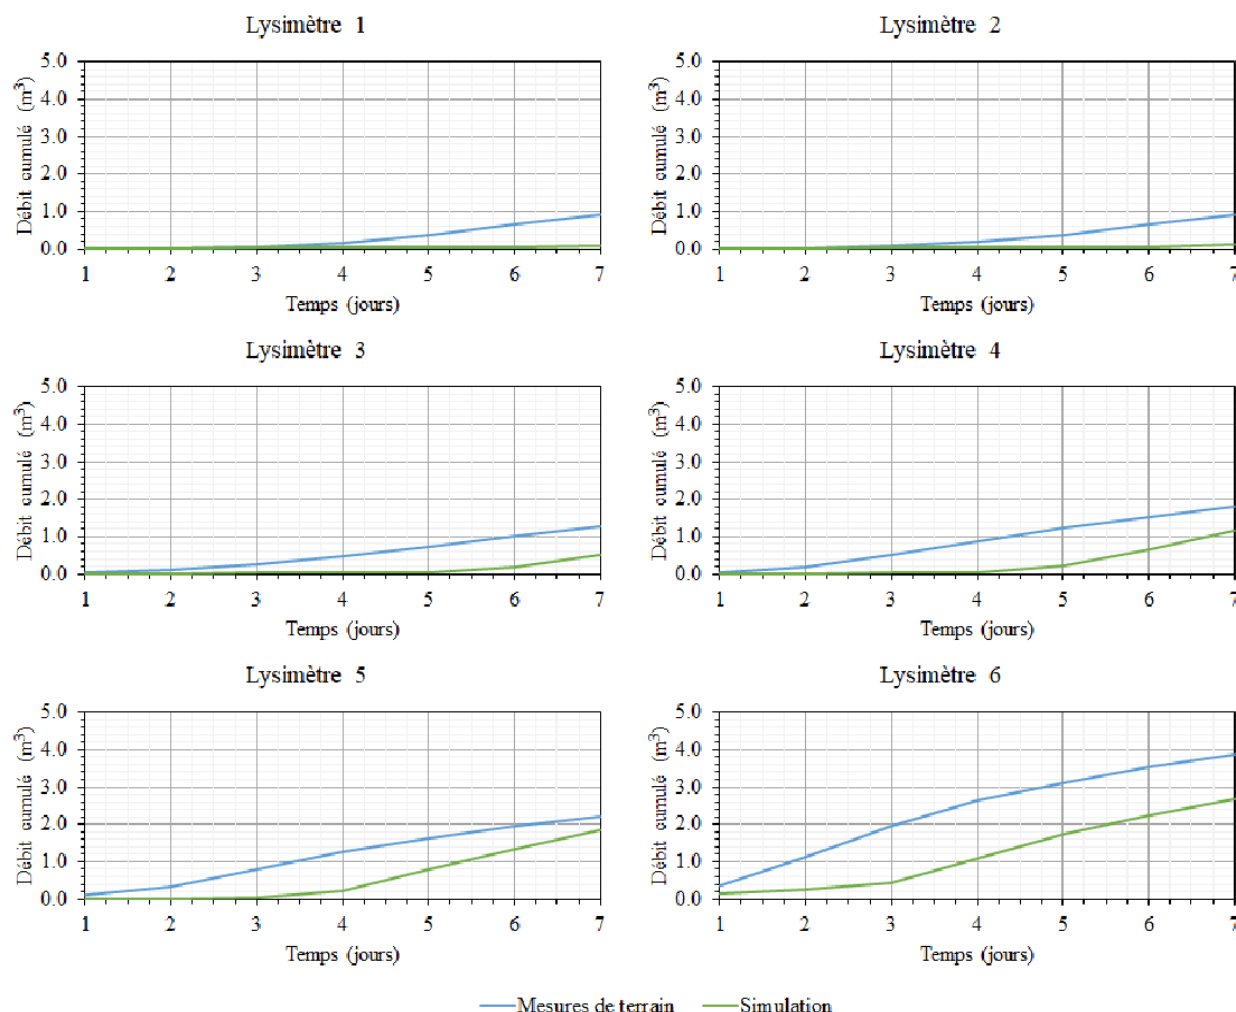 Lysimètre 1
Débit cumulé (m³)
5.0
4.0
3.0
2.0
1.0
0.0
1 2 3 4 5 6 7
Temps (jours)
Lysimètre 2
Débit cumulé (m³)
5.0
4.0
3.0
2.0
1.0
0.0
1 2 3 4 5 6 7
Temps (jours)
Lysimètre 3
Débit cumulé (m³)
5.0
4.0
3.0
2.0
1.0
0.0
1 2 3 4 5 6 7
Temps (jours)
Lysimètre 4
Débit cumulé (m³)
5.0
4.0
3.0
2.0
1.0
0.0
1 2 3 4 5 6 7
Temps (jours)
Lysimètre 5
Débit cumulé (m³)
5.0
4.0
3.0
2.0
1.0
0.0
1 2 3 4 5 6 7
Temps (jours)
Lysimètre 6
Débit cumulé (m³)
5.0
4.0
3.0
2.0
1.0
0.0
1 2 3 4 5 6 7
Temps (jours)
Mesures de terrain Simulation